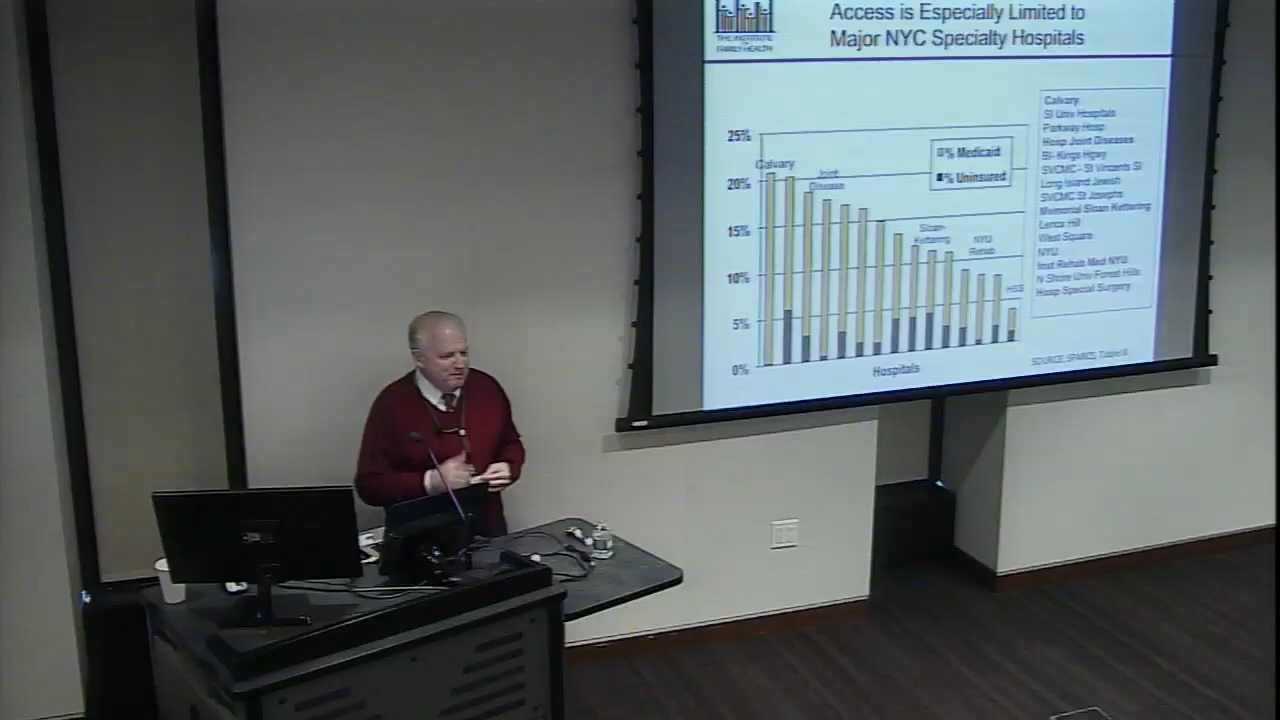 THE INSTITUTE
for
FAMILY HEALTH
Access is Especially Limited to
Major NYC Specialty Hospitals
25%
20%
15%
10%
5%
0%
Calvary
Joint
Disease
Sloan-
Kettering
NYU
Rehab
HSS
% Medicaid
% Uninsured
Hospitals
Calvary
SI Univ Hospitals
Parkway Hosp
Hosp Joint Diseases
BI- Kings Hgwy
SVCMC - St Vincents SI
Long Island Jewish
SVCMC St Josephs
Memorial Sloan Kettering
Lenox Hill
West Square
NYU
Inst Rehab Med NYU
N Shore Univ Forest Hills
Hosp Special Surgery
SOURCE: SPARCS,